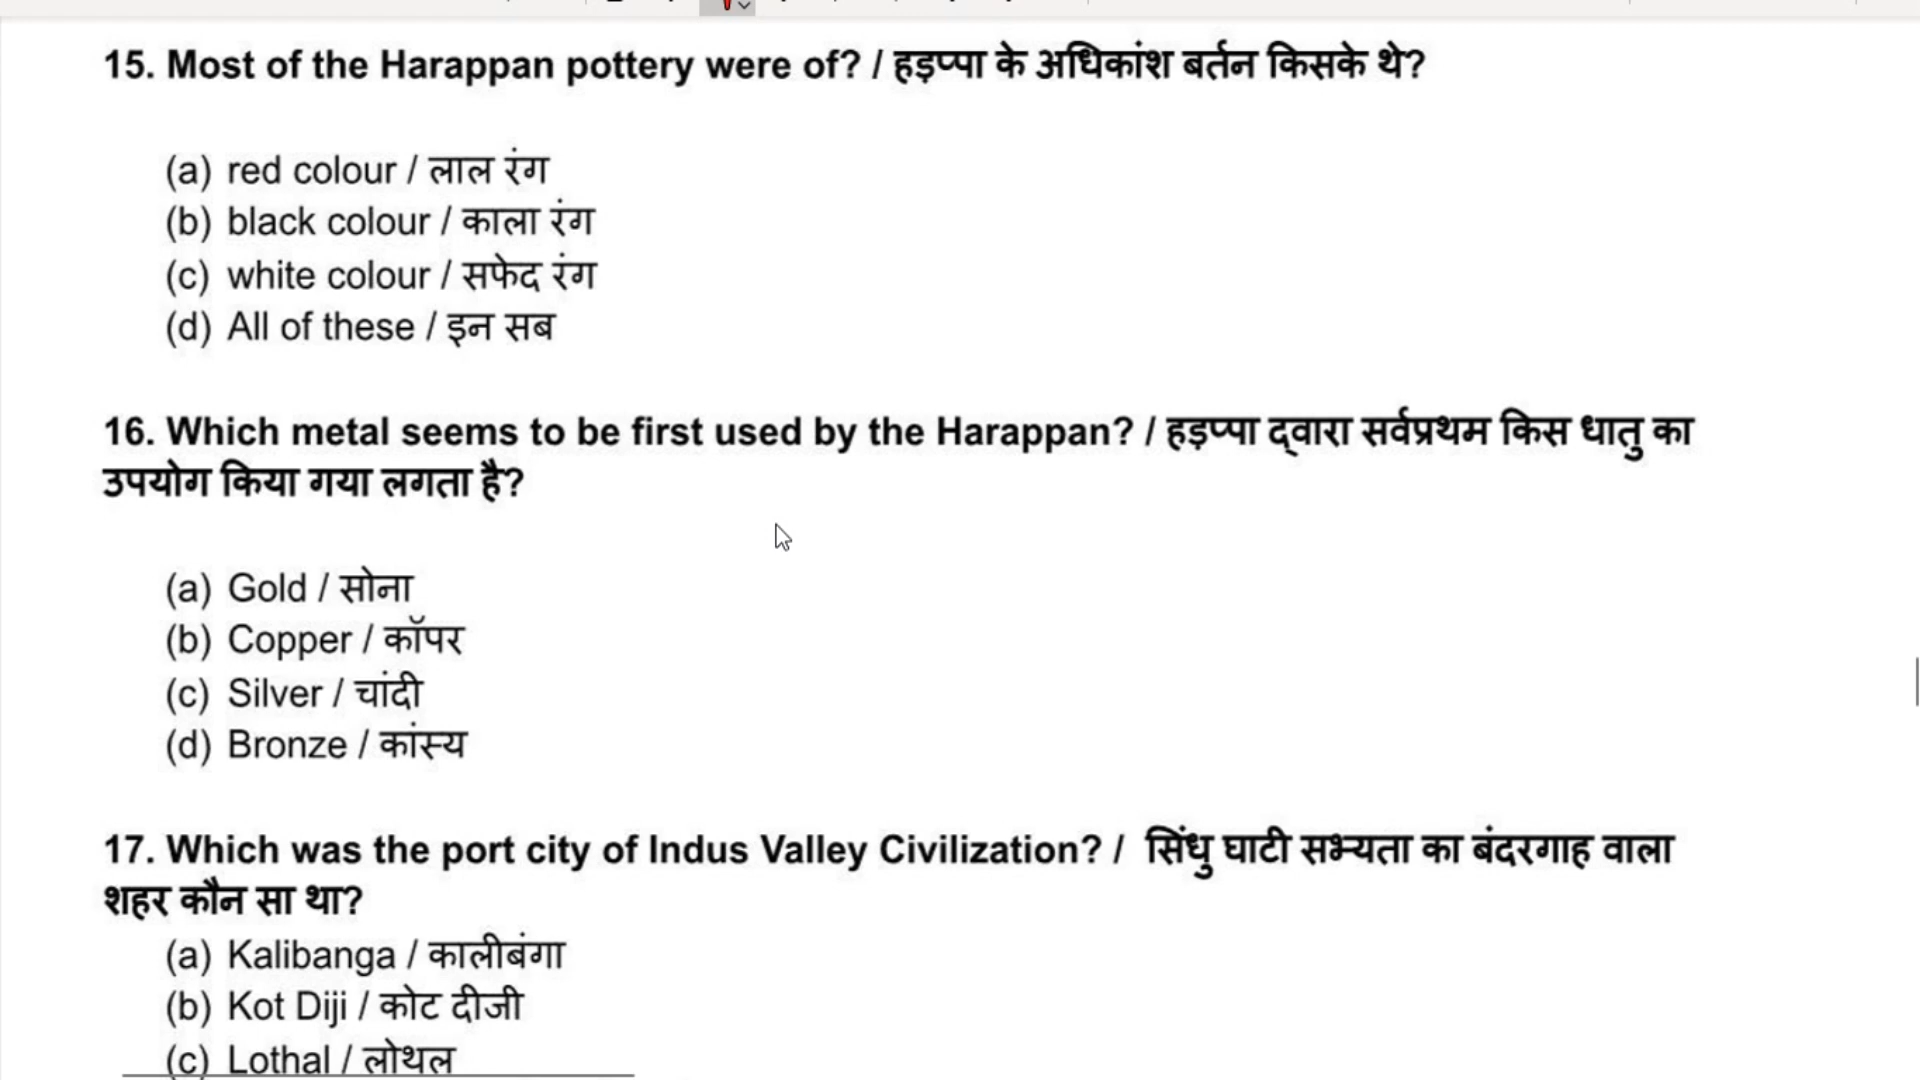 15. Most of the Harappan pottery were of? / हड़प्पा के अधिकांश बर्तन किसके थे?
(a) red colour / लाल रंग
(b) black colour / काला रंग
(c) white colour / सफेद रंग
(d) All of these / इन सब
16. Which metal seems to be first used by the Harappan? / हड़प्पा द्वारा सर्वप्रथम किस धातु का
उपयोग किया गया लगता है?
(a) Gold / सोना
(b) Copper / कॉपर
(c) Silver / चांदी
(d) Bronze / कांस्य
17. Which was the port city of Indus Valley Civilization? / सिंधु घाटी सभ्यता का बंदरगाह वाला
शहर कौन सा था?
(a) Kalibanga / कालीबंगा
(b) Kot Diji / कोट दीजी
(c) Lothal / लोथल